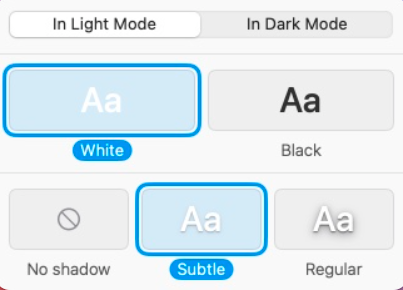 In Light Mode In Dark Mode
Aa Aa
White Black
Aa Aa
No shadow Subtle Regular